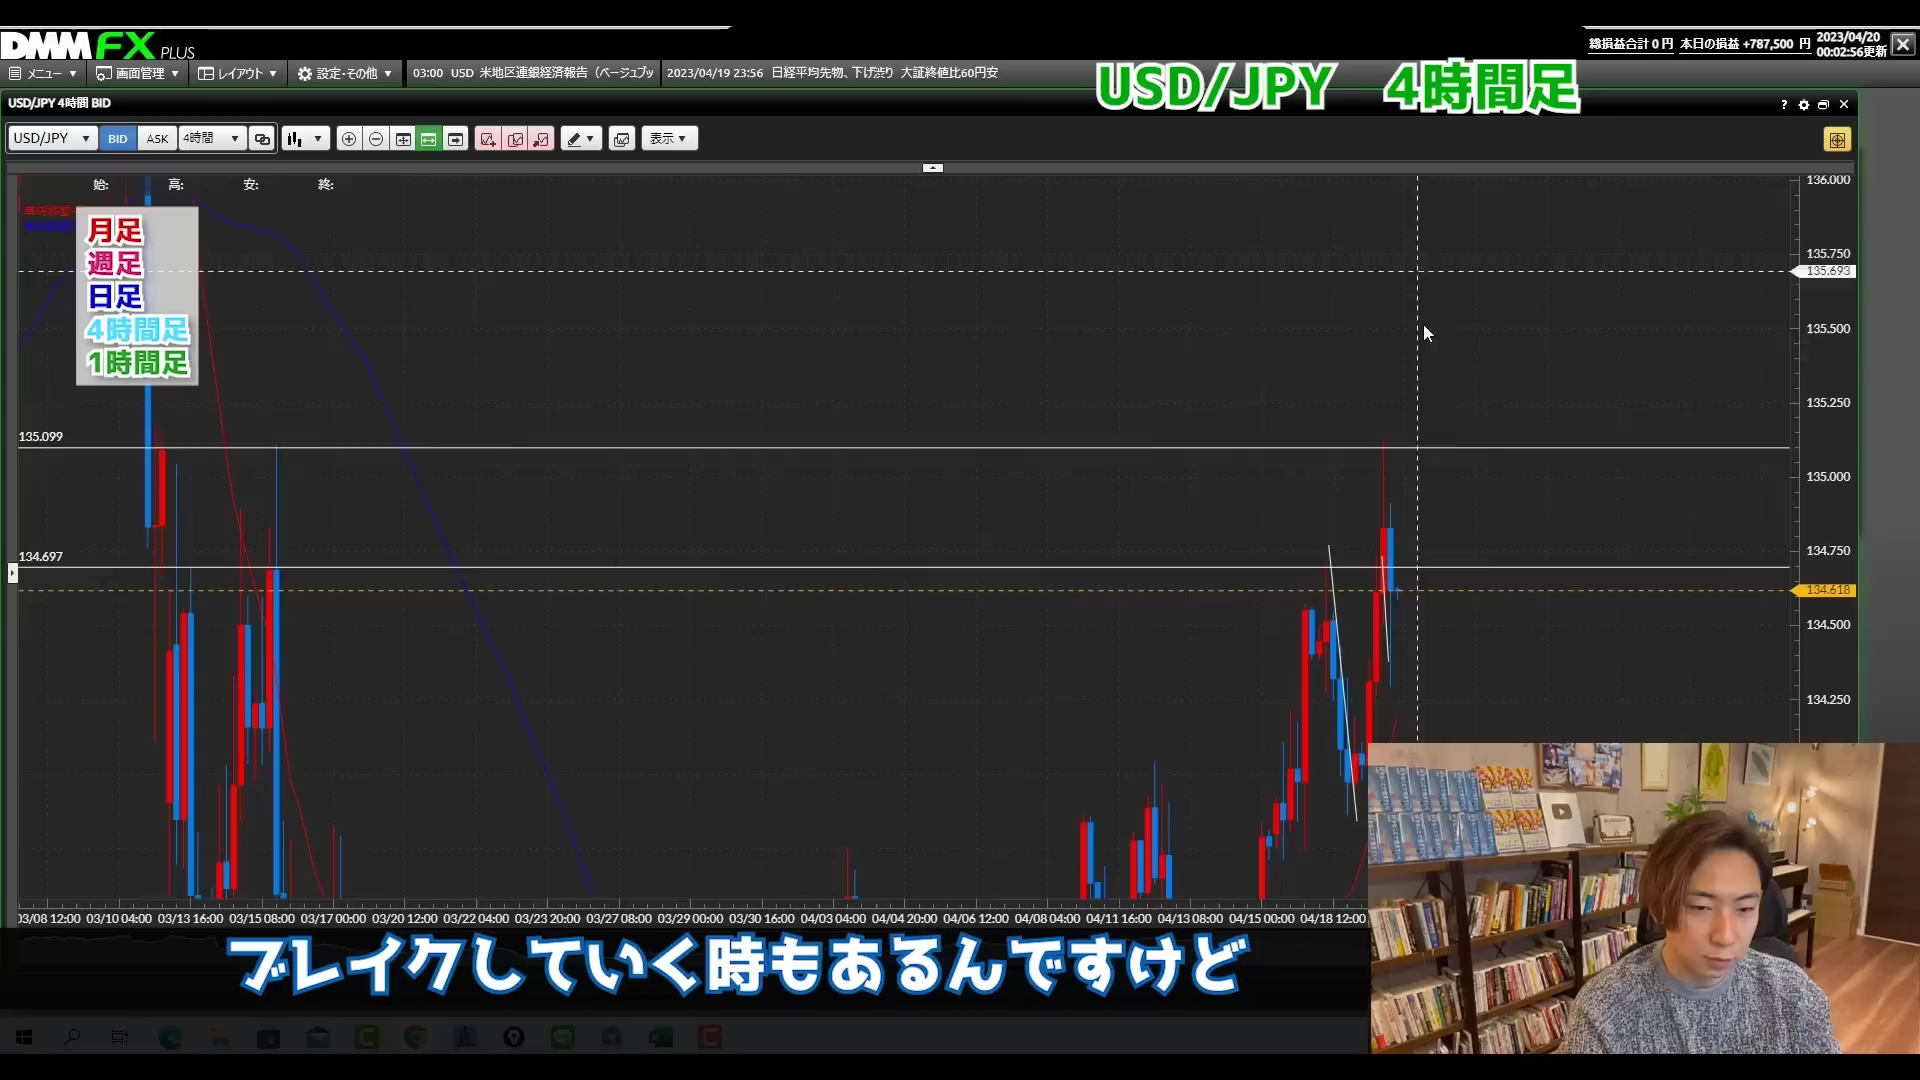 DMM FX PLUS
総損益合計 0 円 本日の損益 +787,500 円
2023/04/20
00:02:56更新
メニュー 画面管理 レイアウト 設定・その他 03:00 USD 米地区連銀経済報告（ベージュブッ 2023/04/19 23:56 日経平均先物、下げ渋り 大証終値比60円安
USD/JPY 4時間足
USD/JPY 4時間 BID
USD/JPY BID ASK 4時間 表示
始: 高: 安: 終:
月足
週足
日足
4時間足
1時間足
136.000
135.750
135.693
135.500
135.250
135.099
135.000
134.750
134.697
134.618
134.500
134.250
03/08 12:00 03/10 04:00 03/13 16:00 03/15 08:00 03/17 00:00 03/20 12:00 03/22 04:00 03/23 20:00 03/27 08:00 03/29 00:00 03/30 16:00 04/03 04:00 04/04 20:00 04/06 12:00 04/08 04:00 04/11 16:00 04/13 08:00 04/15 00:00 04/18 12:00
ブレイクしていく時もあるんですけど